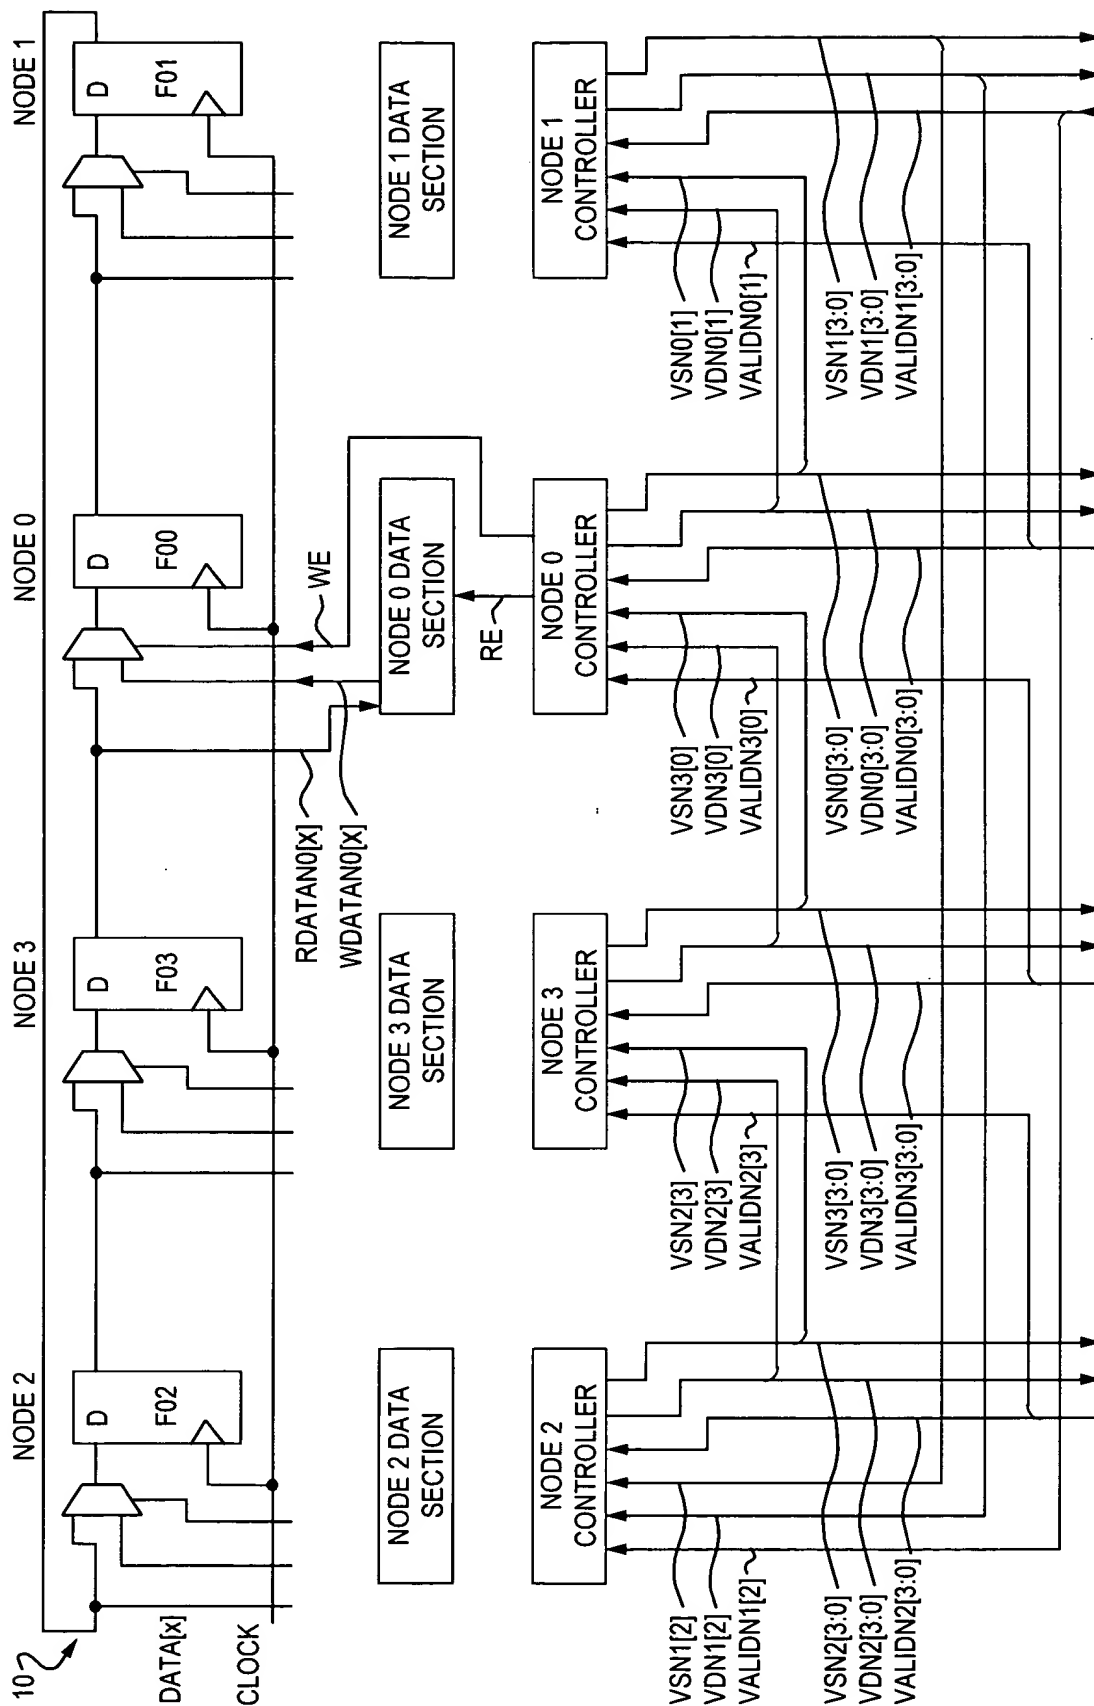 10
NODE 2
NODE 3
NODE 0
NODE 1
D
F02
D
F03
D
F00
D
F01
DATA[x]
CLOCK
RDATAN0[x]
WDATAN0[x]
WE
RE
NODE 2 DATA
SECTION
NODE 3 DATA
SECTION
NODE 0 DATA
SECTION
NODE 1 DATA
SECTION
NODE 2
CONTROLLER
NODE 3
CONTROLLER
NODE 0
CONTROLLER
NODE 1
CONTROLLER
VSN1[2]
VDN1[2]
VALIDN1[2]
VSN2[3]
VDN2[3]
VALIDN2[3]
VSN3[0]
VDN3[0]
VALIDN3[0]
VSN0[1]
VDN0[1]
VALIDN0[1]
VSN2[3:0]
VDN2[3:0]
VALIDN2[3:0]
VSN3[3:0]
VDN3[3:0]
VALIDN3[3:0]
VSN0[3:0]
VDN0[3:0]
VALIDN0[3:0]
VSN1[3:0]
VDN1[3:0]
VALIDN1[3:0]